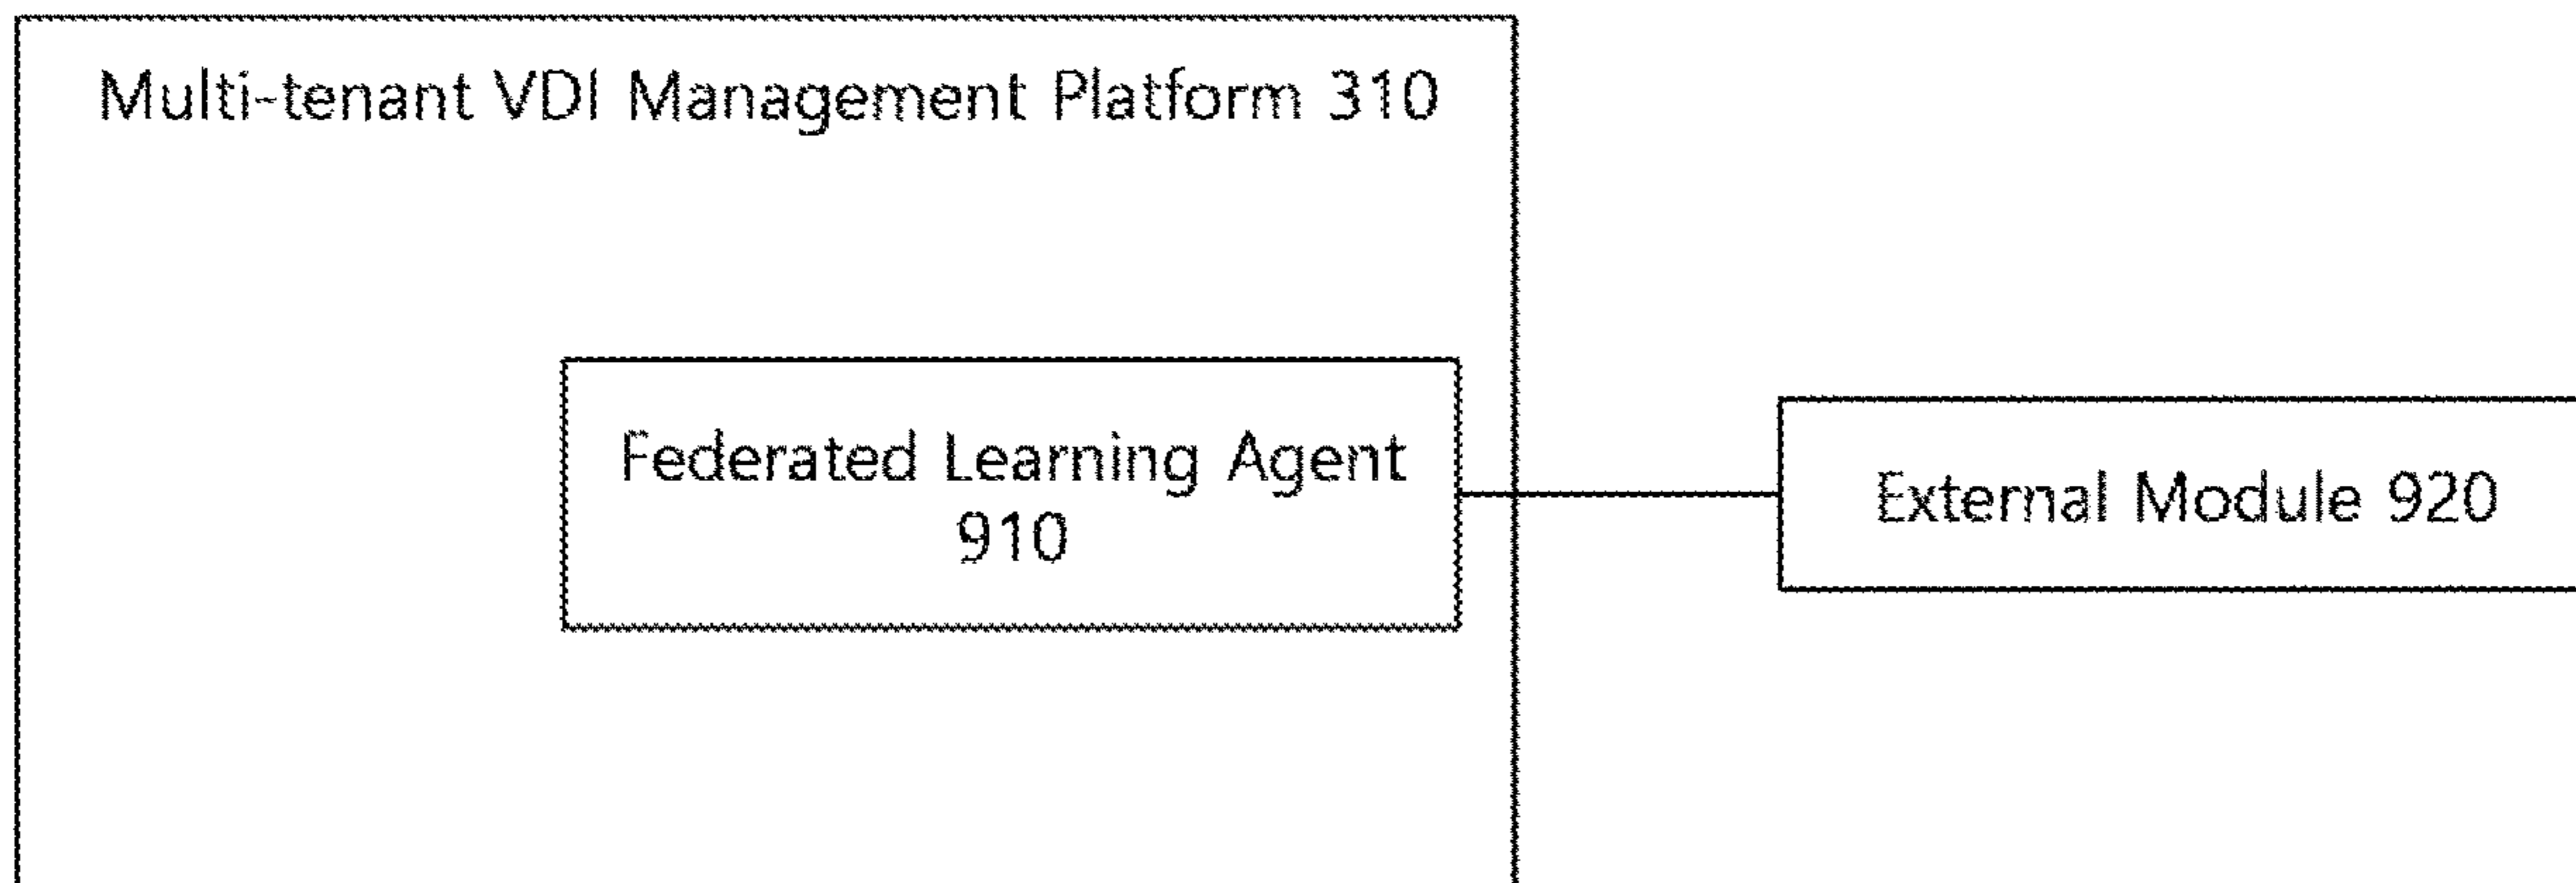 Multi-tenant VDI Management Platform 310
Federated Learning Agent
910
External Module 920